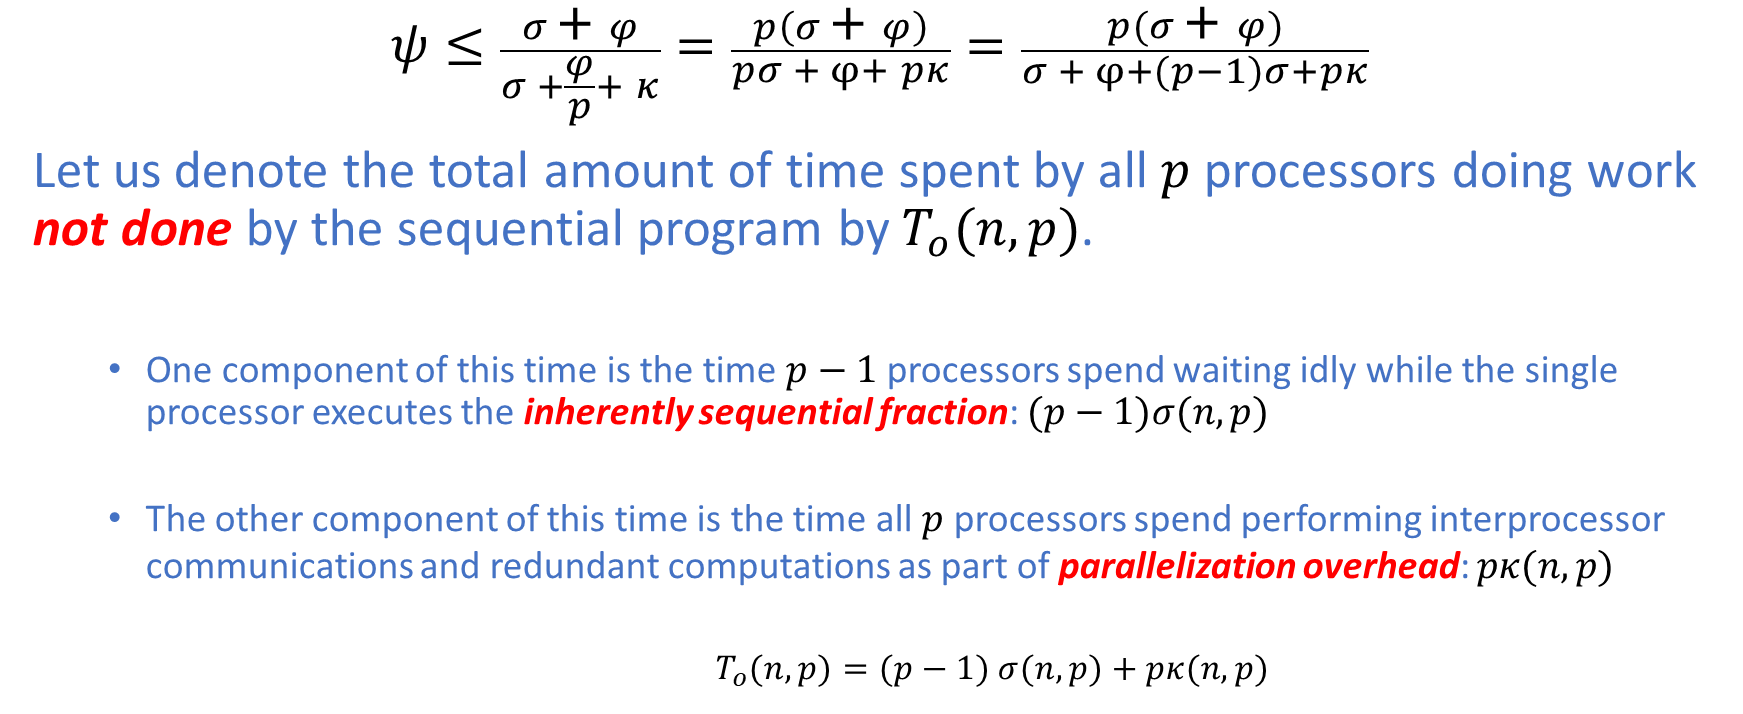 ψ ≤ (σ + φ)/(σ + φ/p + κ) = p(σ + φ)/(pσ + φ + pκ) = p(σ + φ)/(σ + φ+(p−1)σ+pκ)
Let us denote the total amount of time spent by all p processors doing work
not done by the sequential program by Tₒ(n, p).
• One component of this time is the time p − 1 processors spend waiting idly while the single
processor executes the inherently sequential fraction: (p − 1)σ(n, p)
• The other component of this time is the time all p processors spend performing interprocessor
communications and redundant computations as part of parallelization overhead: pκ(n, p)
Tₒ(n, p) = (p − 1) σ(n, p) + pκ(n, p)